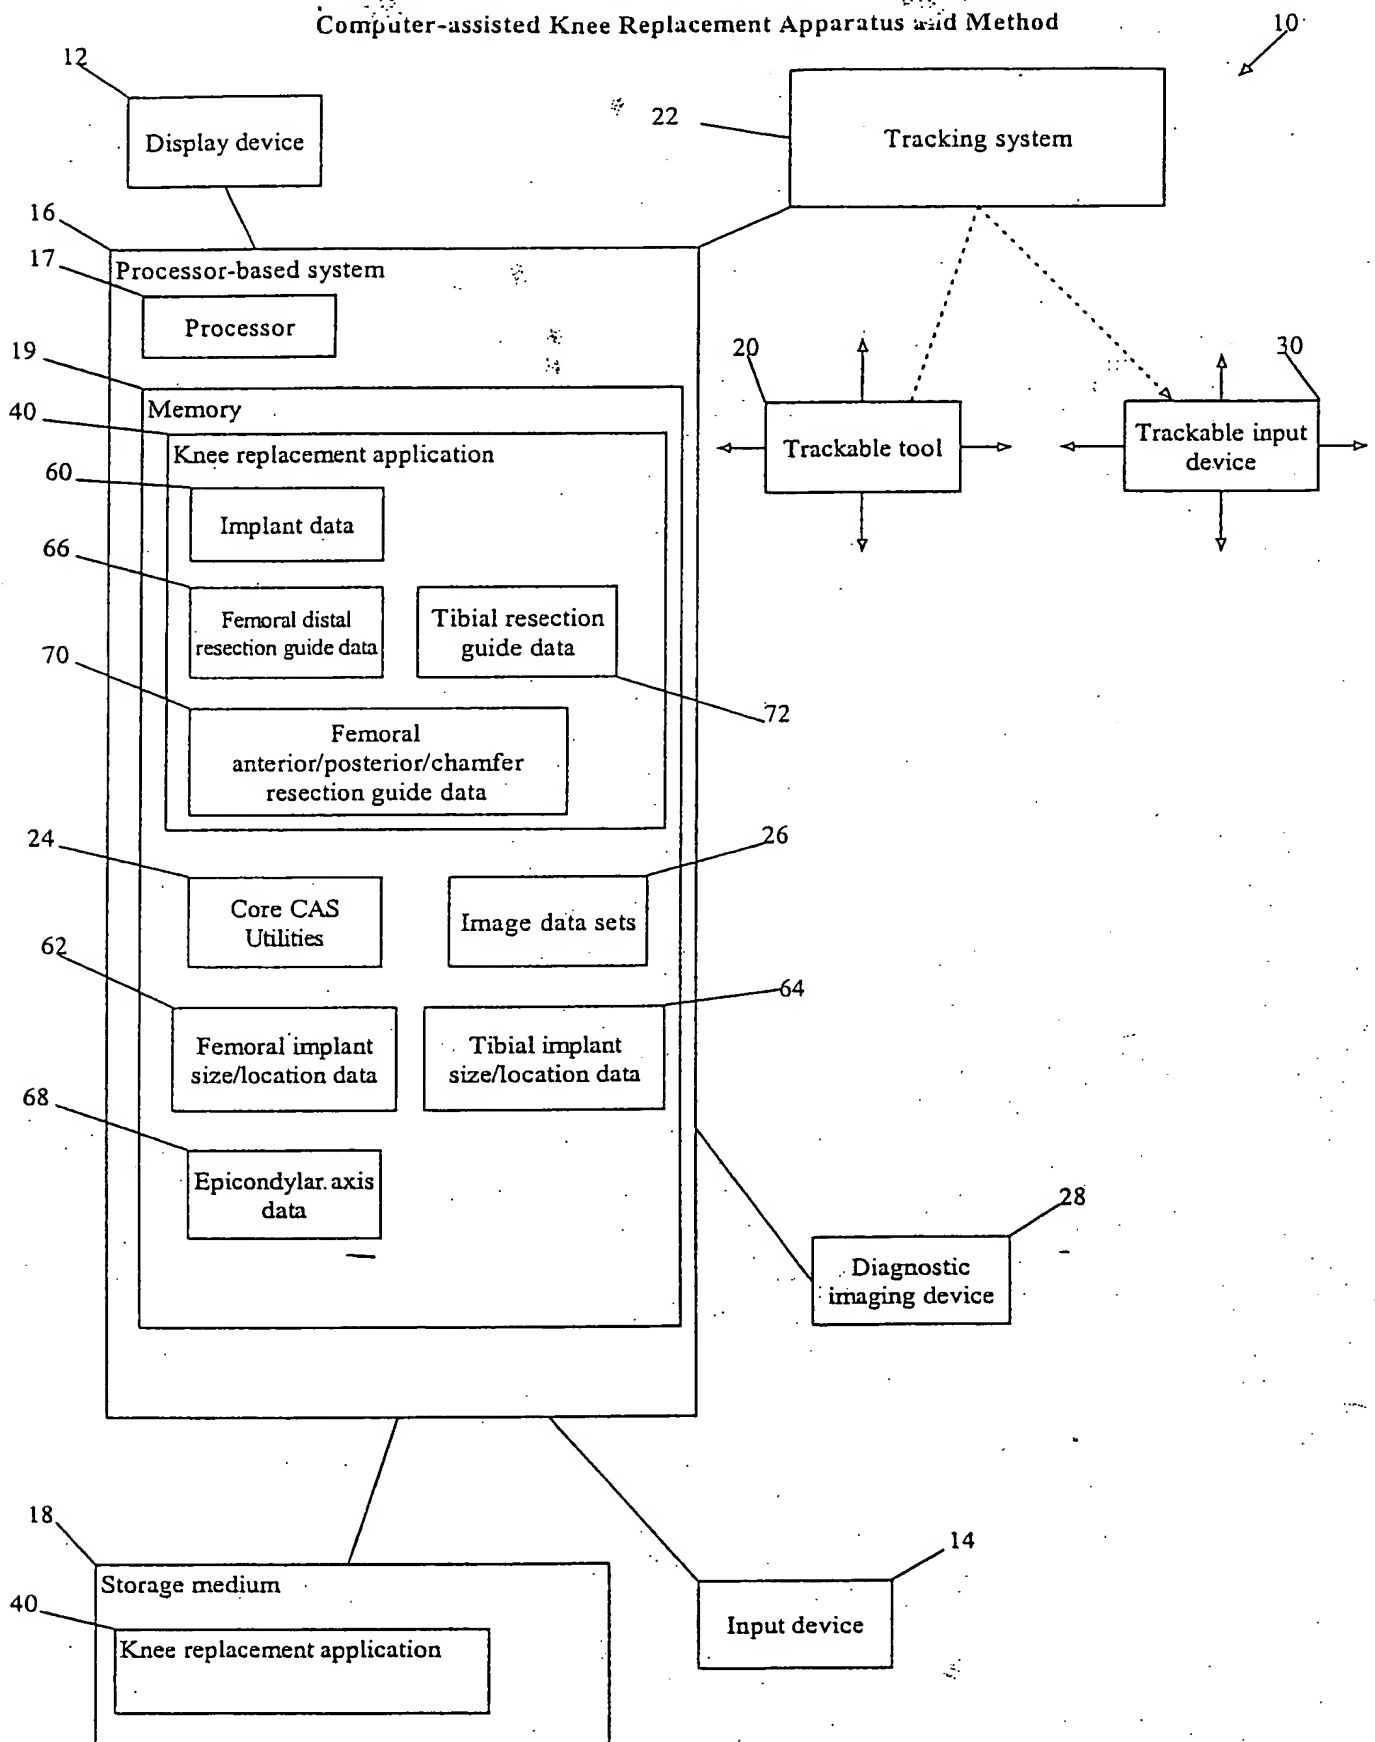 Computer-assisted Knee Replacement Apparatus and Method
10
12
Display device
22
Tracking system
16
Processor-based system
17
Processor
19
Memory
40
Knee replacement application
60
Implant data
66
Femoral distal
resection guide data
Tibial resection
guide data
72
70
Femoral
anterior/posterior/chamfer
resection guide data
20
Trackable tool
30
Trackable input
device
24
Core CAS
Utilities
26
Image data sets
62
Femoral implant
size/location data
64
Tibial implant
size/location data
68
Epicondylar axis
data
28
Diagnostic
imaging device
18
Storage medium
40
Knee replacement application
14
Input device